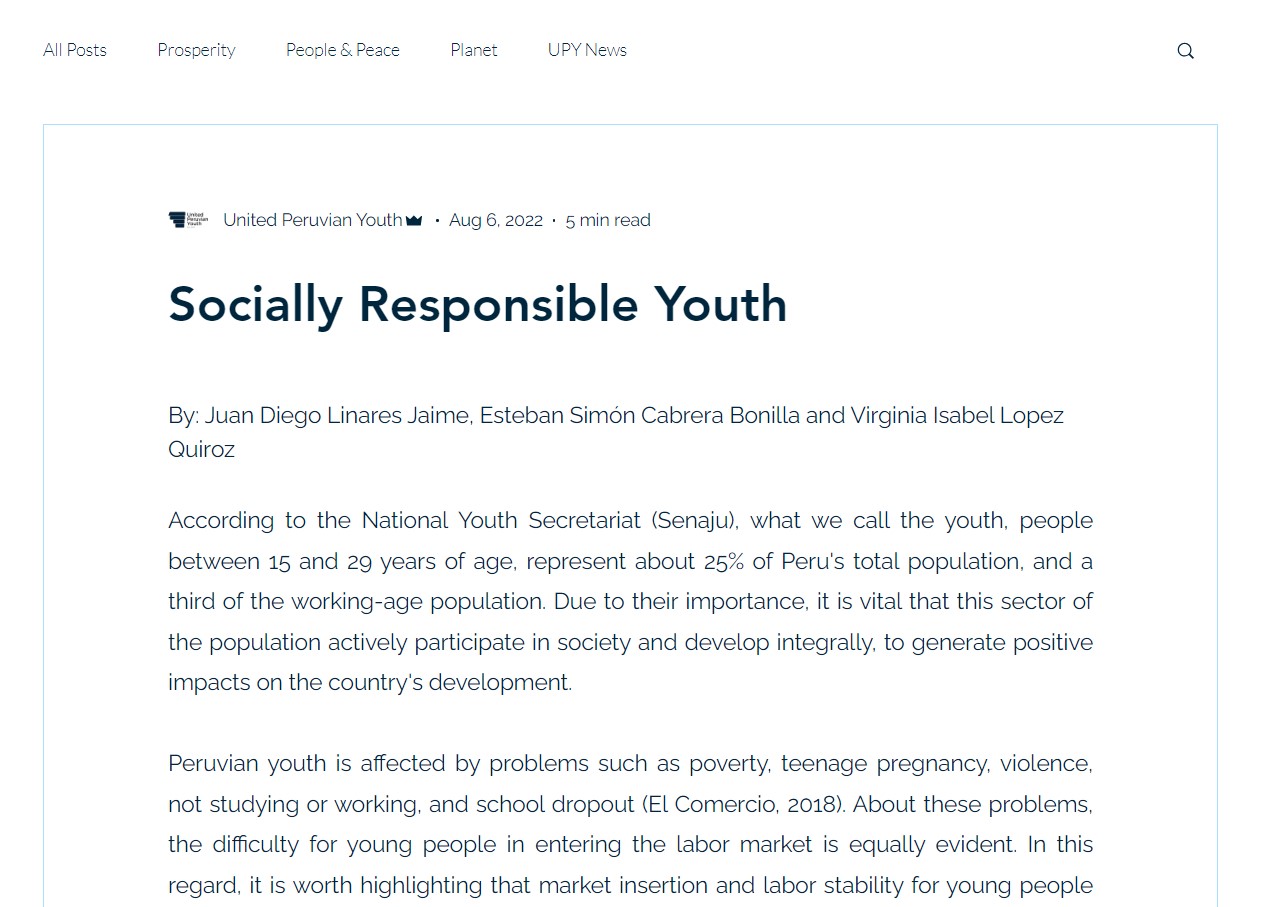 All Posts Prosperity People & Peace Planet UPY News
United Peruvian Youth
United Peruvian Youth · Aug 6, 2022 · 5 min read
Socially Responsible Youth
By: Juan Diego Linares Jaime, Esteban Simón Cabrera Bonilla and Virginia Isabel Lopez
Quiroz
According to the National Youth Secretariat (Senaju), what we call the youth, people
between 15 and 29 years of age, represent about 25% of Peru's total population, and a
third of the working-age population. Due to their importance, it is vital that this sector of
the population actively participate in society and develop integrally, to generate positive
impacts on the country's development.
Peruvian youth is affected by problems such as poverty, teenage pregnancy, violence,
not studying or working, and school dropout (El Comercio, 2018). About these problems,
the difficulty for young people in entering the labor market is equally evident. In this
regard, it is worth highlighting that market insertion and labor stability for young people